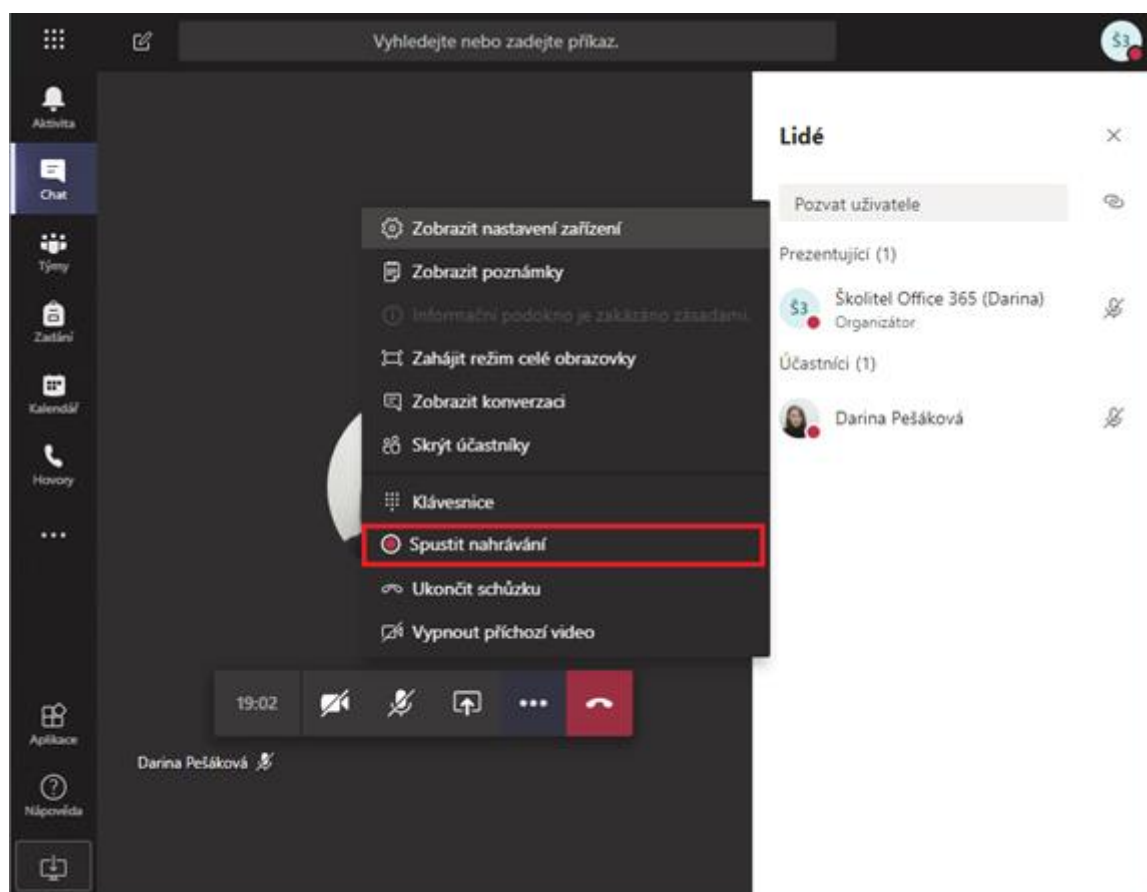 Vyhledejte nebo zadejte příkaz.
Š3
Aktivita
Chat
Týmy
Zadání
Kalendář
Hovory
Aplikace
Nápověda
Zobrazit nastavení zařízení
Zobrazit poznámky
Informační podokno je zakázáno zásadami.
Zahájit režim celé obrazovky
Zobrazit konverzaci
Skrýt účastníky
Klávesnice
Spustit nahrávání
Ukončit schůzku
Vypnout příchozí video
19:02
Darina Pešáková
Lidé
Pozvat uživatele
Prezentující (1)
Š3
Školitel Office 365 (Darina)
Organizátor
Účastníci (1)
Darina Pešáková